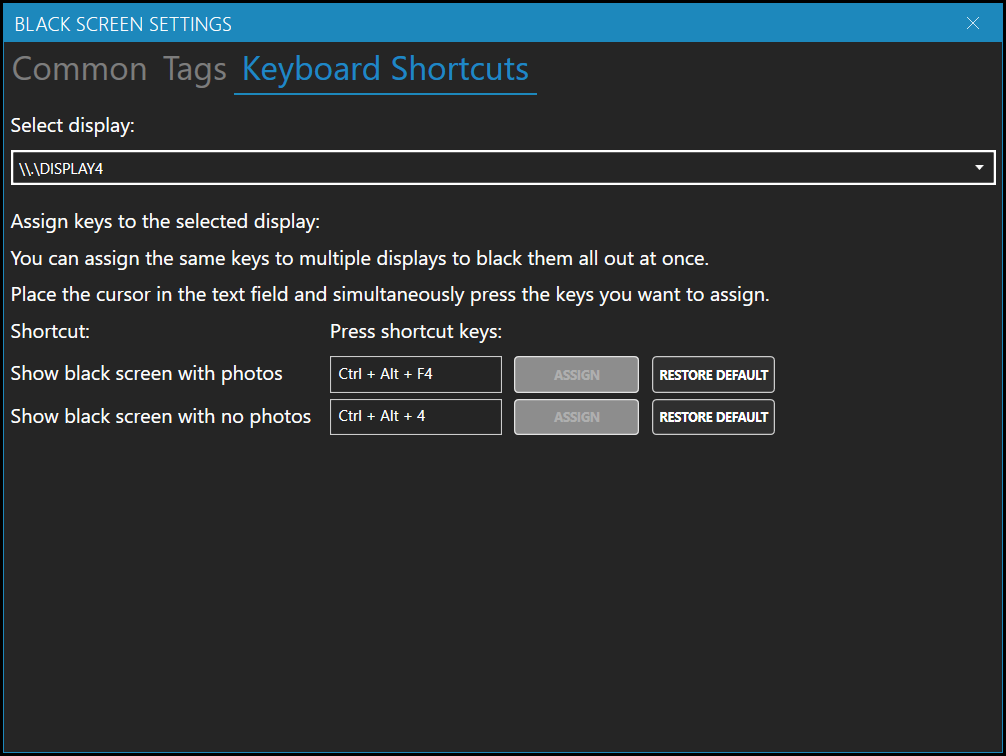 BLACK SCREEN SETTINGS
Common Tags Keyboard Shortcuts
Select display:
\\.\DISPLAY4
Assign keys to the selected display:
You can assign the same keys to multiple displays to black them all out at once.
Place the cursor in the text field and simultaneously press the keys you want to assign.
Shortcut: Press shortcut keys:
Show black screen with photos Ctrl + Alt + F4 ASSIGN RESTORE DEFAULT
Show black screen with no photos Ctrl + Alt + 4 ASSIGN RESTORE DEFAULT